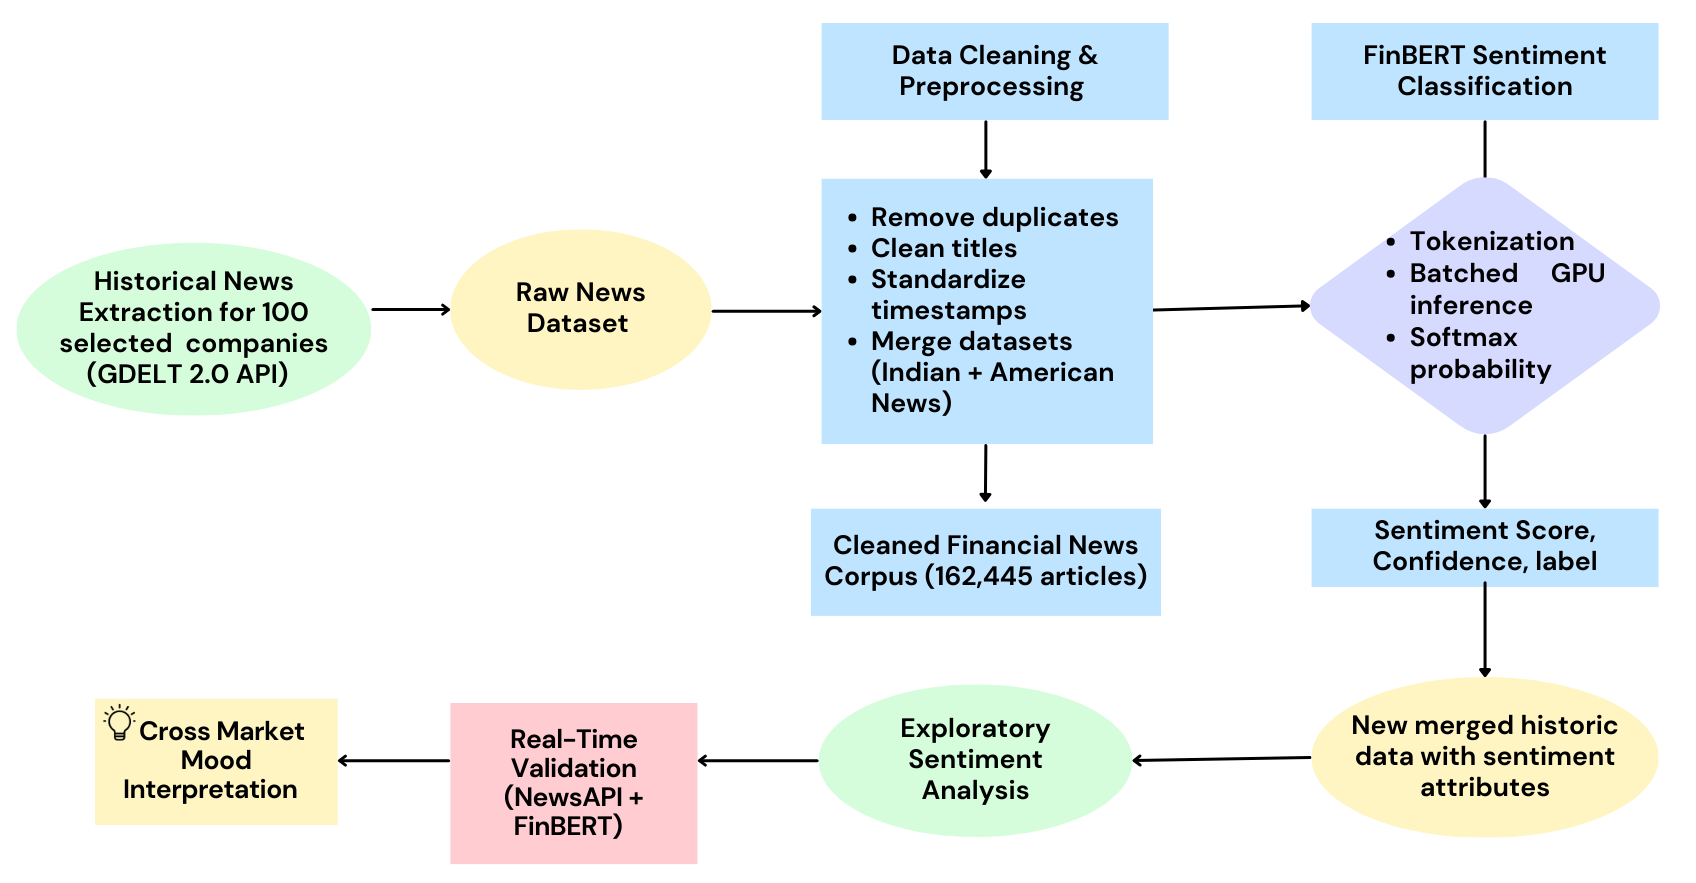 Data Cleaning &
Preprocessing
FinBERT Sentiment
Classification
Historical News
Extraction for 100
selected companies
(GDELT 2.0 API)
Raw News
Dataset
• Remove duplicates
• Clean titles
• Standardize
timestamps
• Merge datasets
(Indian + American
News)
• Tokenization
• Batched GPU
inference
• Softmax
probability
Cleaned Financial News
Corpus (162,445 articles)
Sentiment Score,
Confidence, label
New merged historic
data with sentiment
attributes
Exploratory
Sentiment
Analysis
Real-Time
Validation
(NewsAPI +
FinBERT)
Cross Market
Mood
Interpretation